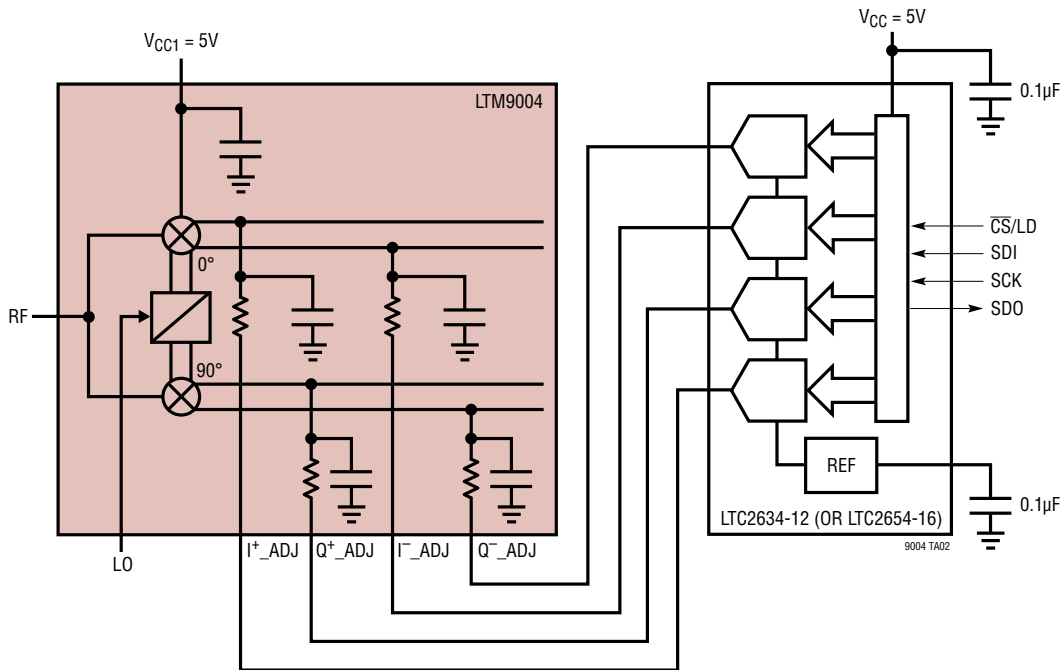 V_CC1 = 5V
V_CC = 5V
LTM9004
0.1µF
0°
RF
90°
LO
I⁺_ADJ
Q⁺_ADJ
I⁻_ADJ
Q⁻_ADJ
C̅S̅/LD
SDI
SCK
SDO
REF
0.1µF
LTC2634-12 (OR LTC2654-16)
9004 TA02